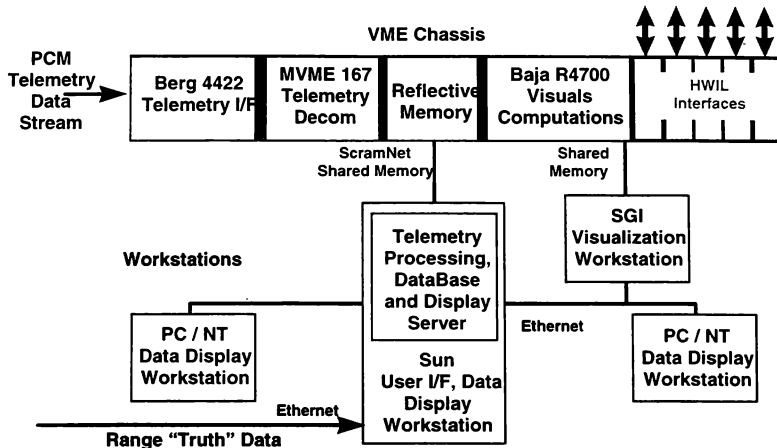 VME Chassis
PCM
Telemetry
Data
Stream
Berg 4422
Telemetry I/F
MVME 167
Telemetry
Decom
Reflective
Memory
Baja R4700
Visuals
Computations
HWIL
Interfaces
ScramNet
Shared Memory
Shared
Memory
SGI
Visualization
Workstation
Workstations
Telemetry
Processing,
DataBase
and Display
Server
Ethernet
PC / NT
Data Display
Workstation
Sun
User I/F, Data
Display
Workstation
PC / NT
Data Display
Workstation
Ethernet
Range "Truth" Data